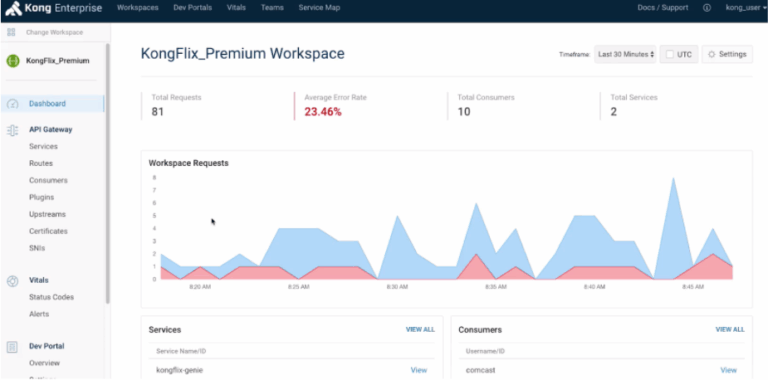 Kong Enterprise Workspaces Dev Portals Vitals Teams Service Map Docs / Support kong_user
Change Workspace
KongFlix_Premium
Dashboard
API Gateway
Services
Routes
Consumers
Plugins
Upstreams
Certificates
SNIs
Vitals
Status Codes
Alerts
Dev Portal
Overview
KongFlix_Premium Workspace
Timeframe: Last 30 Minutes UTC Settings
Total Requests
81
Average Error Rate
23.46%
Total Consumers
10
Total Services
2
Workspace Requests
8
7
6
5
4
3
2
1
0
8:20 AM 8:25 AM 8:30 AM 8:35 AM 8:40 AM 8:45 AM
Services VIEW ALL
Service Name/ID
kongflix-genie View
Consumers VIEW ALL
Username/ID
comcast View